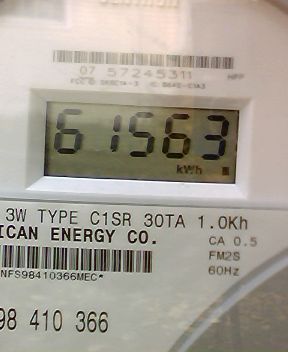 07 57245311 HPP
61563
kWh
3W TYPE C1SR 30TA 1.0Kh
ICAN ENERGY CO.
CA 0.5
FM2S
60Hz
NFS98410366MEC*
98 410 366